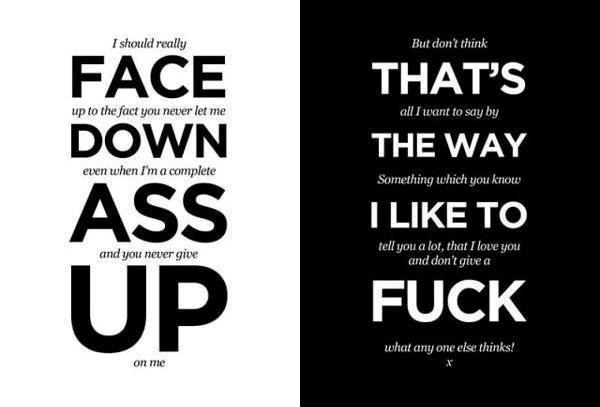 I should really
FACE
up to the fact you never let me
DOWN
even when I'm a complete
ASS
and you never give
UP
on me
But don't think
THAT'S
all I want to say by
THE WAY
Something which you know
I LIKE TO
tell you a lot, that I love you
and don't give a
FUCK
what any one else thinks!
x